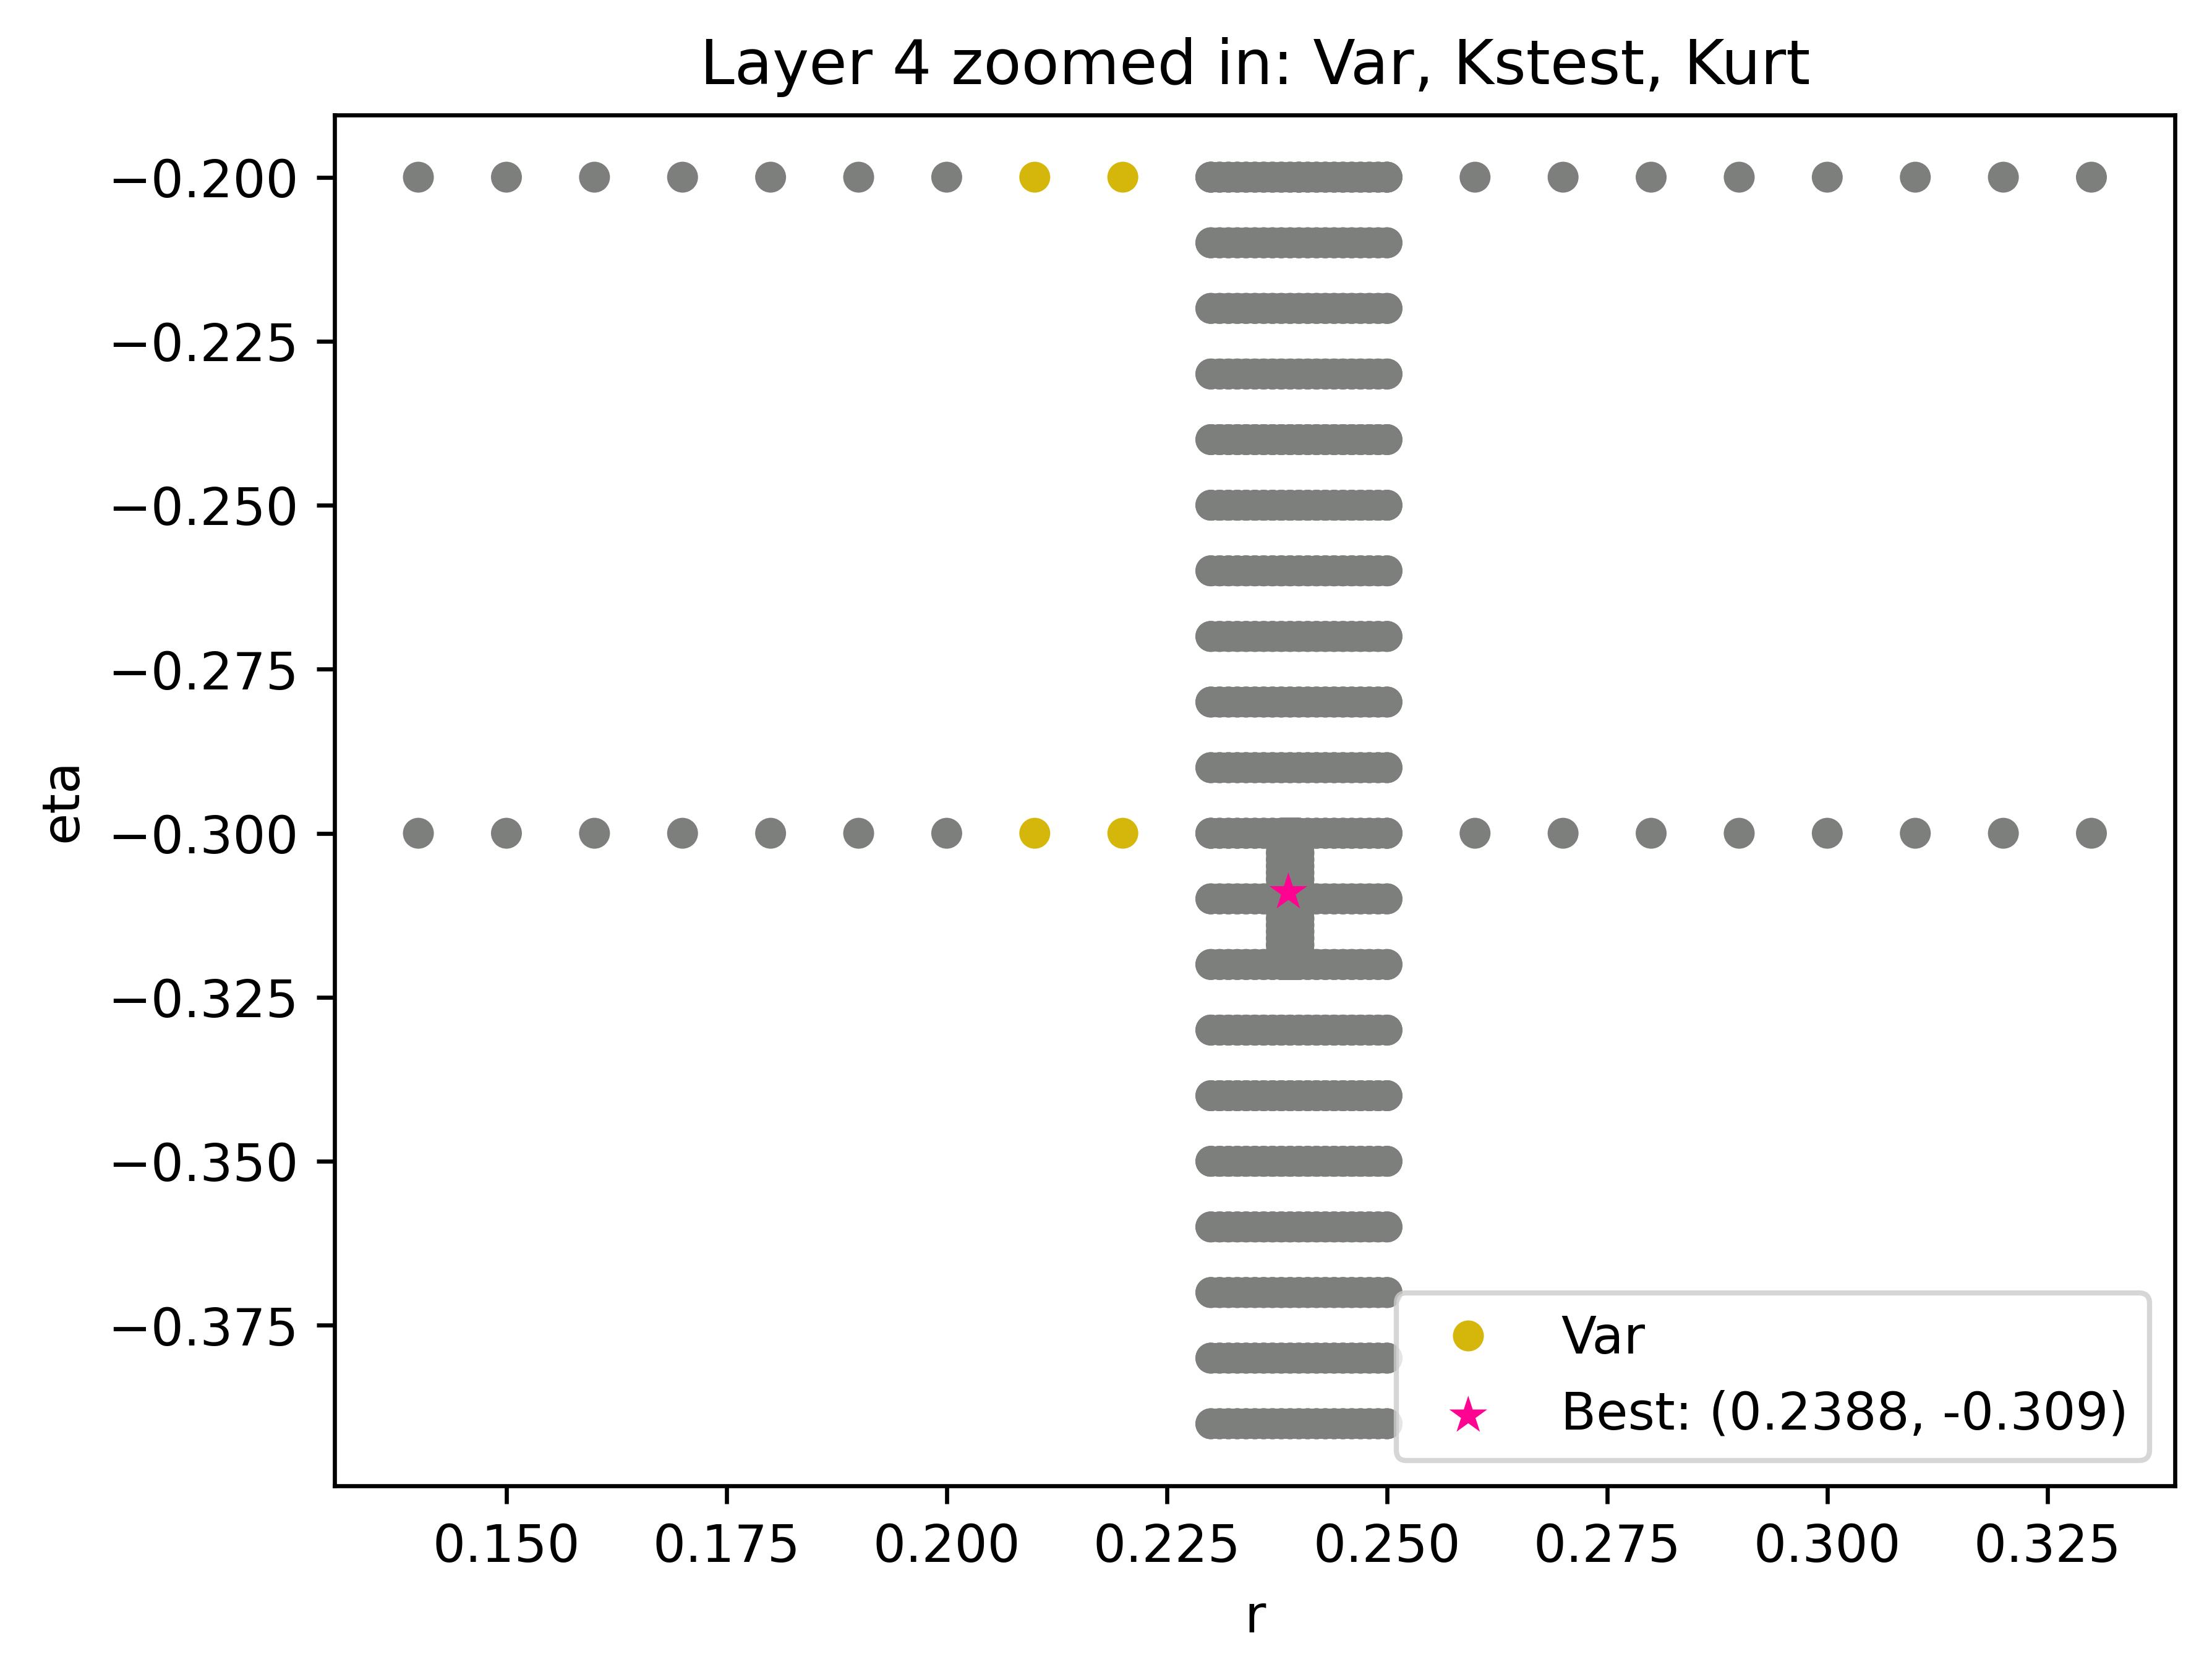 Layer 4 zoomed in: Var, Kstest, Kurt
−0.200
−0.225
−0.250
−0.275
−0.300
−0.325
−0.350
−0.375
eta
Var
Best: (0.2388, -0.309)
0.150 0.175 0.200 0.225 0.250 0.275 0.300 0.325
r